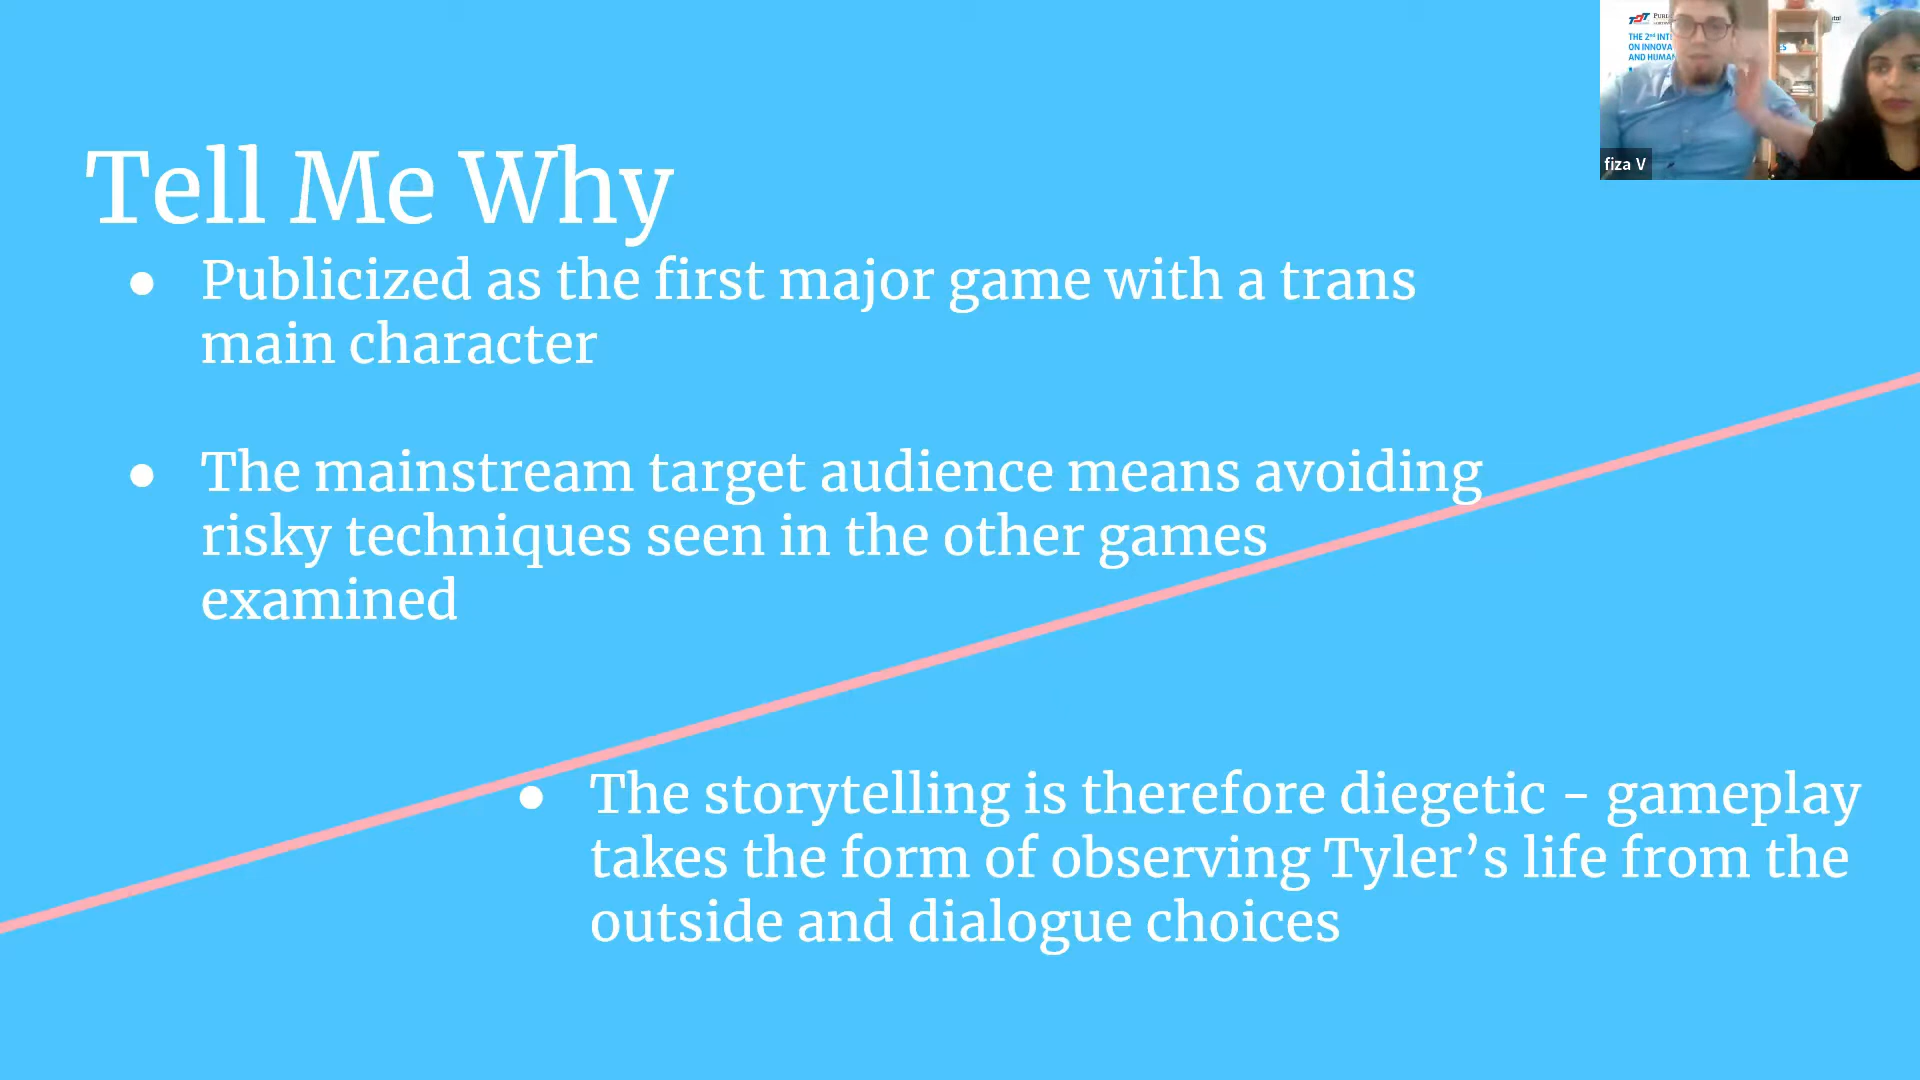 Tell Me Why
● Publicized as the first major game with a trans
main character
● The mainstream target audience means avoiding
risky techniques seen in the other games
examined
● The storytelling is therefore diegetic - gameplay
takes the form of observing Tyler’s life from the
outside and dialogue choices
THE 2nd INT
ON INNOVA
AND HUMAN
fiza V